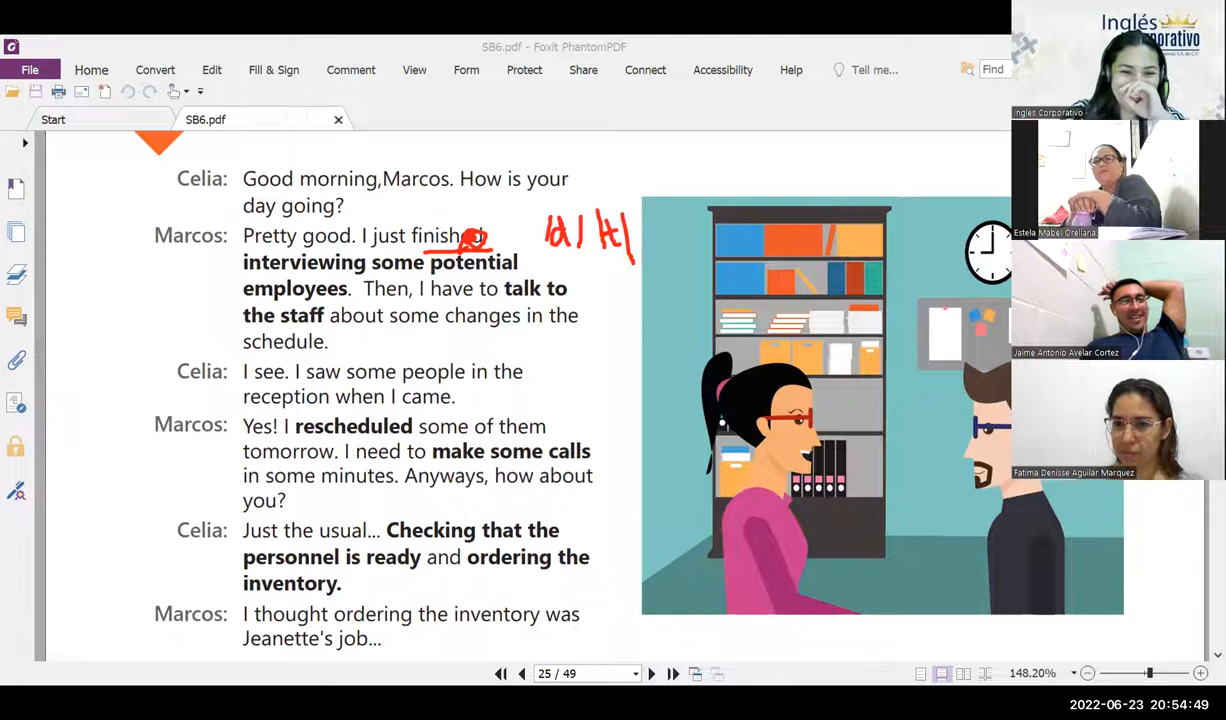 SB6.pdf - Foxit PhantomPDF
File Home Convert Edit Fill & Sign Comment View Form Protect Share Connect Accessibility Help Tell me... Find
Start SB6.pdf
Celia: Good morning,Marcos. How is your
day going?
Marcos: Pretty good. I just finished
interviewing some potential
employees. Then, I have to talk to
the staff about some changes in the
schedule.
Celia: I see. I saw some people in the
reception when I came.
Marcos: Yes! I rescheduled some of them
tomorrow. I need to make some calls
in some minutes. Anyways, how about
you?
Celia: Just the usual... Checking that the
personnel is ready and ordering the
inventory.
Marcos: I thought ordering the inventory was
Jeanette's job...
/d/ /t/
Inglés
Ingles Corporativo
Estela Mabel Orellana
Jaime Antonio Avelar Cortez
Fatima Denisse Aguilar Marquez
25 / 49
148.20%
2022-06-23 20:54:49